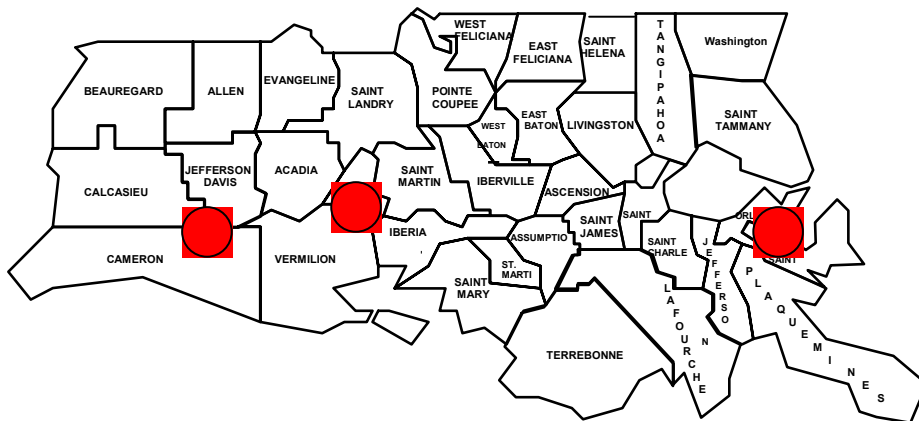 WEST
FELICIANA
EAST
FELICIANA
SAINT
HELENA
TANGIPAHOA
Washington
BEAUREGARD
ALLEN
EVANGELINE
SAINT
LANDRY
POINTE
COUPEE
WEST
EATON
EAST
BATON
LIVINGSTON
SAINT
TAMMANY
CALCASIEU
JEFFERSON
DAVIS
ACADIA
SAINT
MARTIN
IBERVILLE
ASCENSION
CAMERON
VERMILION
IBERIA
ASSUMPTIO
SAINT
JAMES
SAINT
SAINT
CHARLE
JEFFERSON
ORL
SAINT
PLAQUEMINES
SAINT
MARY
ST.
MARTI
TERREBONNE
LAFOURCHE